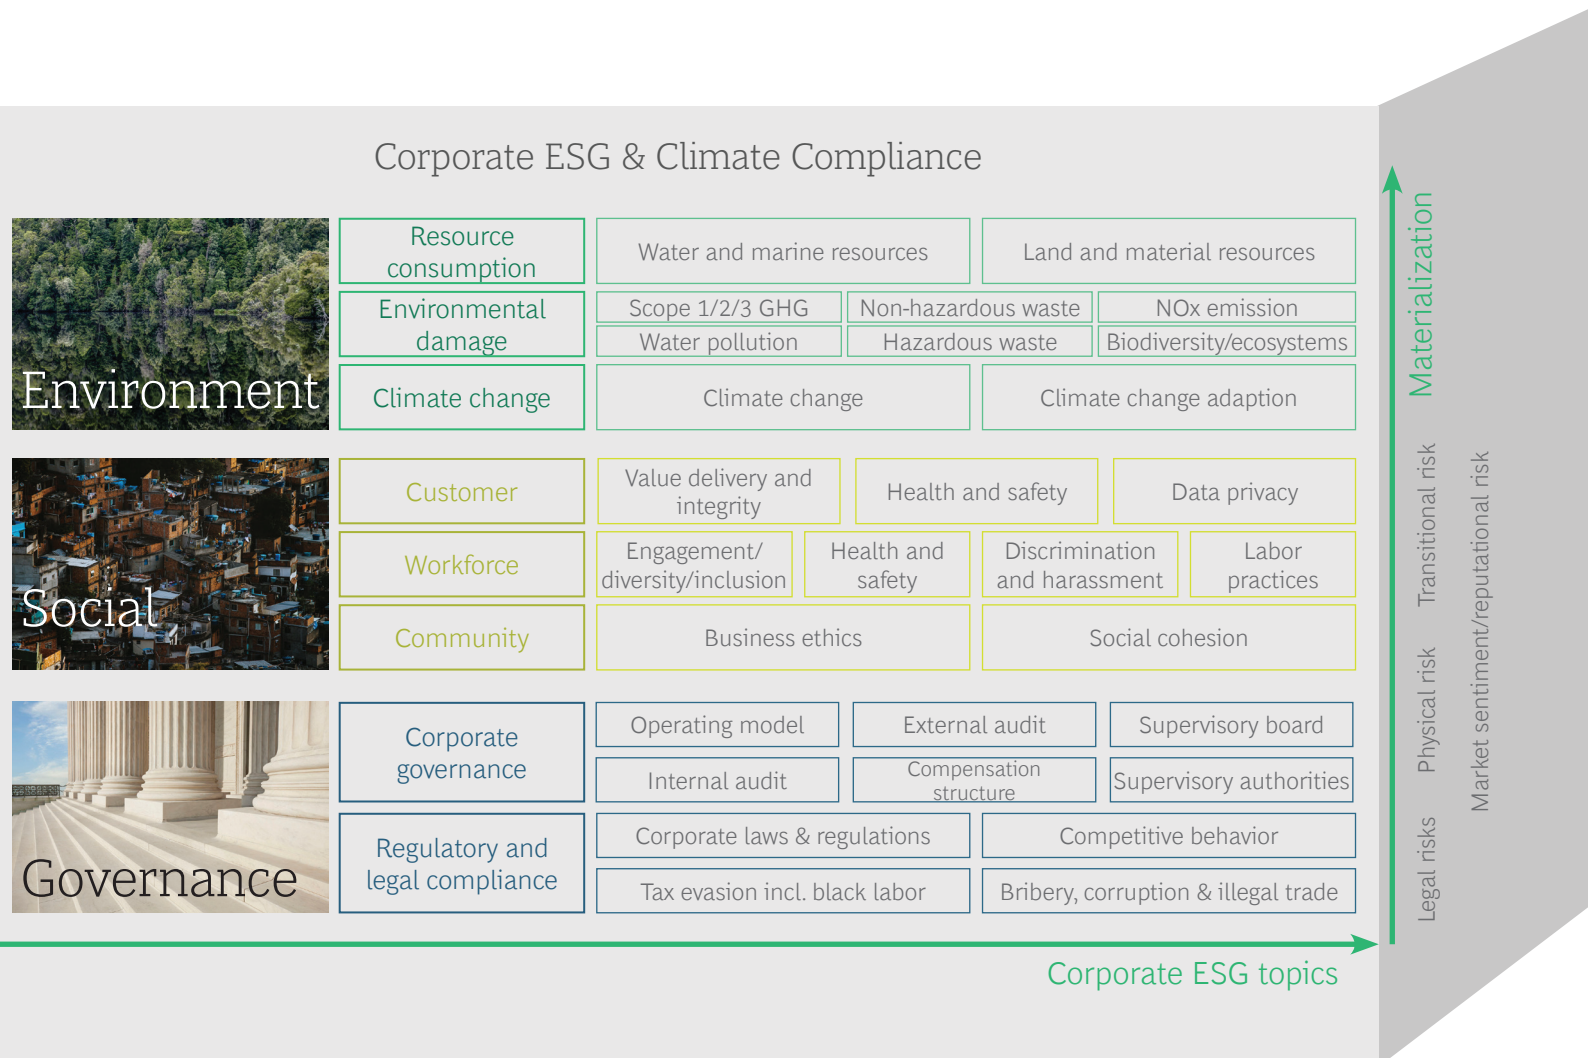 Corporate ESG & Climate Compliance
Environment
Resource
consumption
Water and marine resources
Land and material resources
Environmental
damage
Scope 1/2/3 GHG
Non-hazardous waste
NOx emission
Water pollution
Hazardous waste
Biodiversity/ecosystems
Climate change
Climate change
Climate change adaption
Social
Customer
Value delivery and
integrity
Health and safety
Data privacy
Workforce
Engagement/
diversity/inclusion
Health and
safety
Discrimination
and harassment
Labor
practices
Community
Business ethics
Social cohesion
Governance
Corporate
governance
Operating model
External audit
Supervisory board
Internal audit
Compensation
structure
Supervisory authorities
Regulatory and
legal compliance
Corporate laws & regulations
Competitive behavior
Tax evasion incl. black labor
Bribery, corruption & illegal trade
Corporate ESG topics
Materialization
Transitional risk
Physical risk
Legal risks
Market sentiment/reputational risk